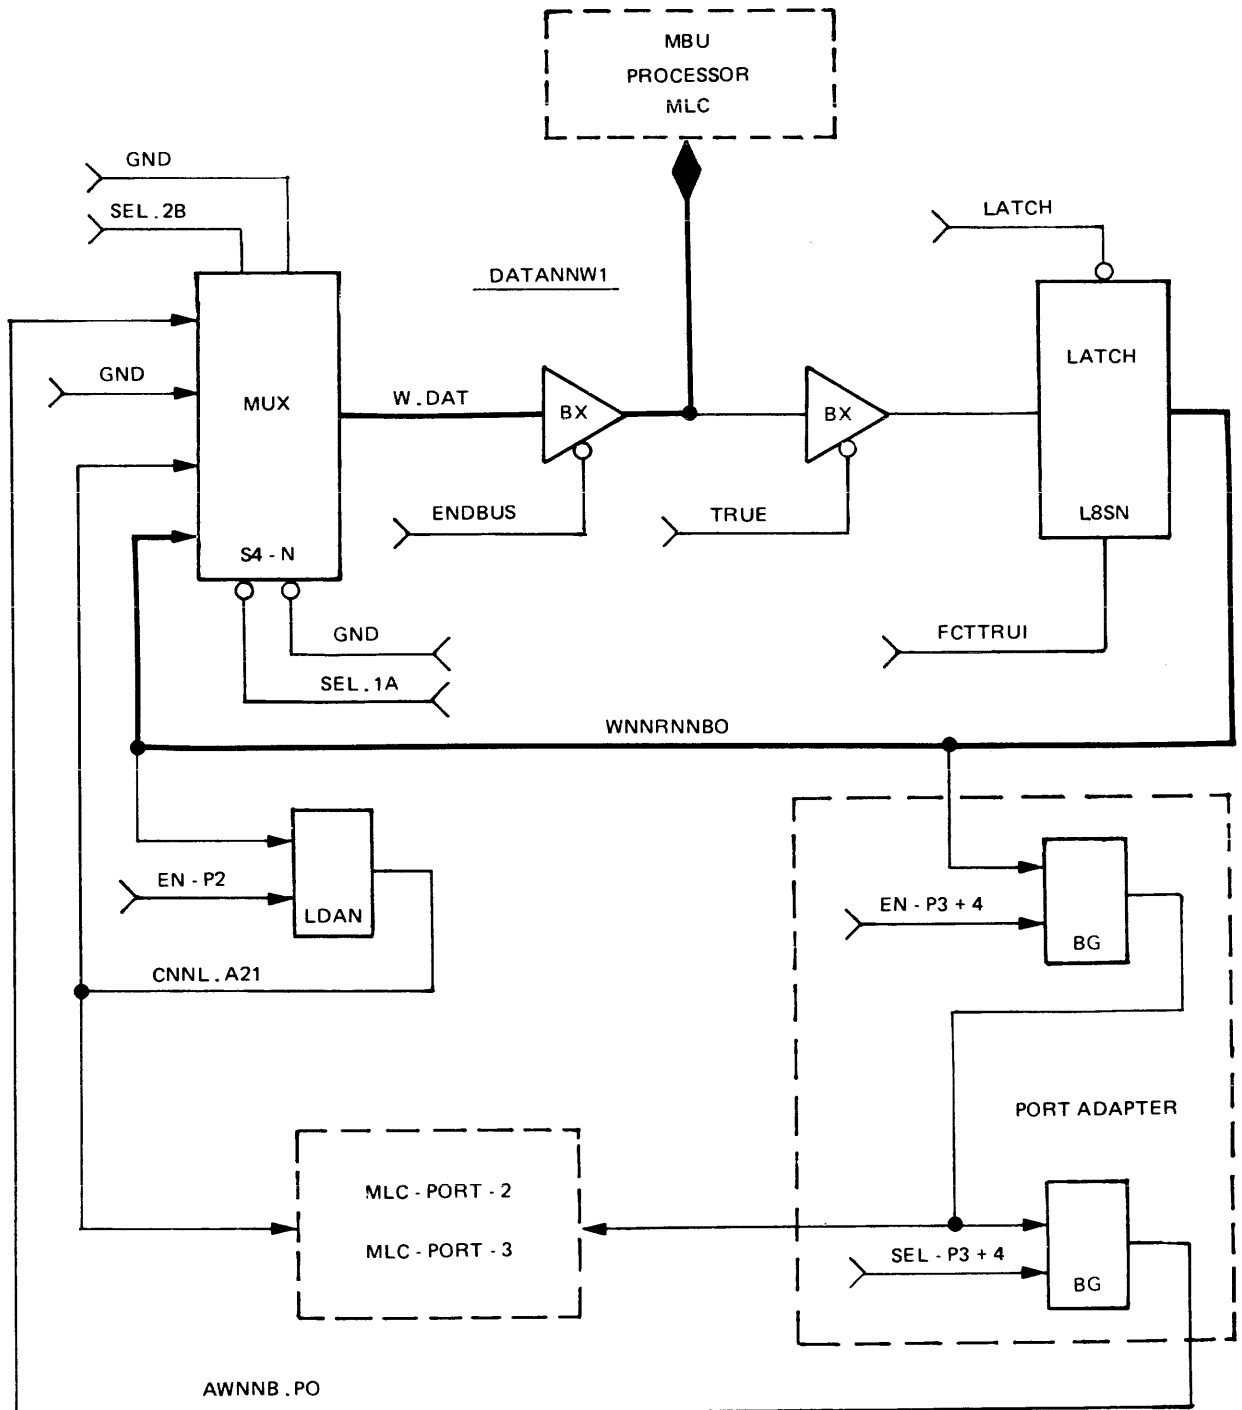 MBU
PROCESSOR
MLC
GND
SEL.2B
LATCH
DATANNW1
GND
MUX
W.DAT
BX
BX
LATCH
ENDBUS
TRUE
L8SN
S4-N
GND
SEL.1A
FCTTRUI
WNNRNNBO
EN-P2
LDAN
EN-P3+4
BG
CNNL.A21
PORT ADAPTER
MLC-PORT-2
MLC-PORT-3
SEL-P3+4
BG
AWNNB.PO